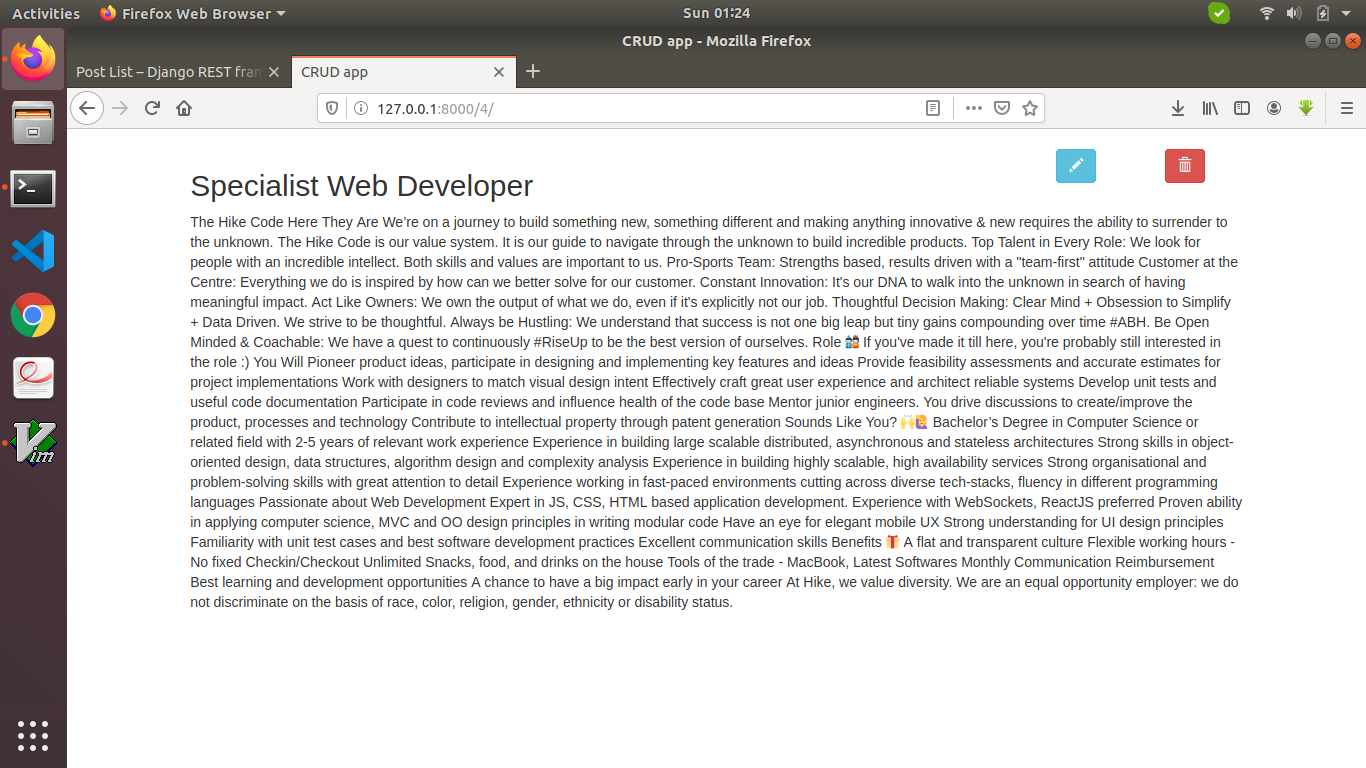 Activities Firefox Web Browser Sun 01:24
CRUD app - Mozilla Firefox
Post List – Django REST fram CRUD app
127.0.0.1:8000/4/
Specialist Web Developer
The Hike Code Here They Are We’re on a journey to build something new, something different and making anything innovative & new requires the ability to surrender to
the unknown. The Hike Code is our value system. It is our guide to navigate through the unknown to build incredible products. Top Talent in Every Role: We look for
people with an incredible intellect. Both skills and values are important to us. Pro-Sports Team: Strengths based, results driven with a "team-first" attitude Customer at the
Centre: Everything we do is inspired by how can we better solve for our customer. Constant Innovation: It's our DNA to walk into the unknown in search of having
meaningful impact. Act Like Owners: We own the output of what we do, even if it's explicitly not our job. Thoughtful Decision Making: Clear Mind + Obsession to Simplify
+ Data Driven. We strive to be thoughtful. Always be Hustling: We understand that success is not one big leap but tiny gains compounding over time #ABH. Be Open
Minded & Coachable: We have a quest to continuously #RiseUp to be the best version of ourselves. Role If you've made it till here, you're probably still interested in
the role :) You Will Pioneer product ideas, participate in designing and implementing key features and ideas Provide feasibility assessments and accurate estimates for
project implementations Work with designers to match visual design intent Effectively craft great user experience and architect reliable systems Develop unit tests and
useful code documentation Participate in code reviews and influence health of the code base Mentor junior engineers. You drive discussions to create/improve the
product, processes and technology Contribute to intellectual property through patent generation Sounds Like You? 🙌🙋 Bachelor’s Degree in Computer Science or
related field with 2-5 years of relevant work experience Experience in building large scalable distributed, asynchronous and stateless architectures Strong skills in object-
oriented design, data structures, algorithm design and complexity analysis Experience in building highly scalable, high availability services Strong organisational and
problem-solving skills with great attention to detail Experience working in fast-paced environments cutting across diverse tech-stacks, fluency in different programming
languages Passionate about Web Development Expert in JS, CSS, HTML based application development. Experience with WebSockets, ReactJS preferred Proven ability
in applying computer science, MVC and OO design principles in writing modular code Have an eye for elegant mobile UX Strong understanding for UI design principles
Familiarity with unit test cases and best software development practices Excellent communication skills Benefits 🎁 A flat and transparent culture Flexible working hours -
No fixed Checkin/Checkout Unlimited Snacks, food, and drinks on the house Tools of the trade - MacBook, Latest Softwares Monthly Communication Reimbursement
Best learning and development opportunities A chance to have a big impact early in your career At Hike, we value diversity. We are an equal opportunity employer: we do
not discriminate on the basis of race, color, religion, gender, ethnicity or disability status.
Vim